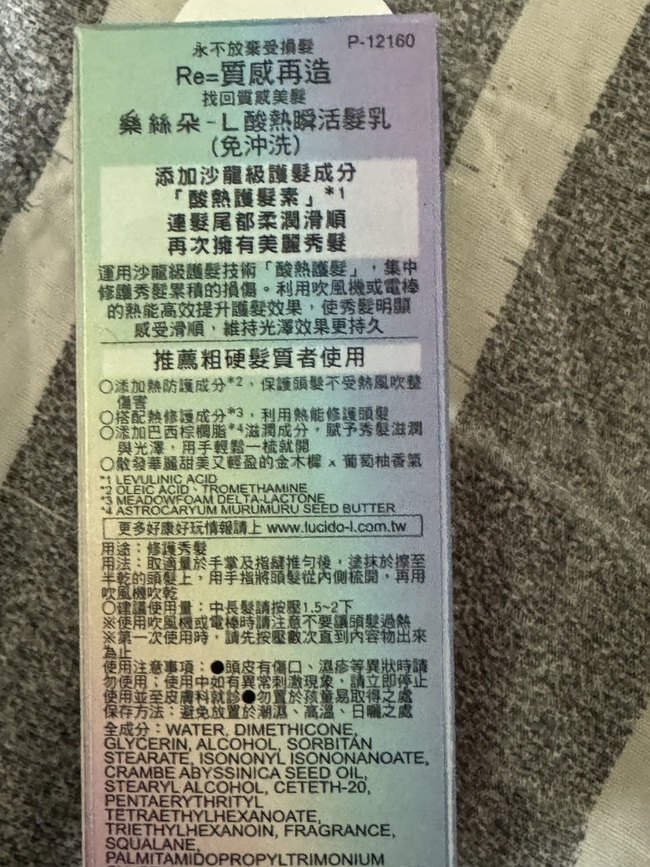 永不放棄受損髮 P-12160
Re=質感再造
找回質感美髮
樂絲朵-L 酸熱瞬活髮乳
(免沖洗)
添加沙龍級護髮成分
「酸熱護髮素」*1
連髮尾都柔潤滑順
再次擁有美麗秀髮
運用沙龍級護髮技術「酸熱護髮」，集中
修護秀髮累積的損傷。利用吹風機或電棒
的熱能高效提升護髮效果，使秀髮明顯
感受滑順，維持光澤效果更持久
推薦粗硬髮質者使用
○添加熱防護成分*2，保護頭髮不受熱風吹整
傷害
○搭配熱修護成分*3，利用熱能修護頭髮
○添加巴西棕櫚脂*4滋潤成分，賦予秀髮滋潤
與光澤，用手輕鬆一梳就開
○散發華麗甜美又輕盈的金木樨 x 葡萄柚香氣
*1 LEVULINIC ACID
*2 OLEIC ACID、TROMETHAMINE
*3 MEADOWFOAM DELTA-LACTONE
*4 ASTROCARYUM MURUMURU SEED BUTTER
更多好康好玩情報請上 www.lucido-l.com.tw
用途：修護秀髮
用法：取適量於手掌及指縫推勻後，塗抹於擦至
半乾的頭髮上，用手指將頭髮從內側梳開，再用
吹風機吹乾
○建議使用量：中長髮請按壓1.5~2下
※使用吹風機或電棒時請注意不要讓頭髮過熱
※第一次使用時，請先按壓數次直到內容物出來
為止
使用注意事項：●頭皮有傷口、濕疹等異狀時請
勿使用；使用中如有異常刺激現象，請立即停止
使用並至皮膚科就診●勿置於孩童易取得之處
保存方法：避免放置於潮濕、高溫、日曬之處
全成分：WATER, DIMETHICONE,
GLYCERIN, ALCOHOL, SORBITAN
STEARATE, ISONONYL ISONONANOATE,
CRAMBE ABYSSINICA SEED OIL,
STEARYL ALCOHOL, CETETH-20,
PENTAERYTHRITYL
TETRAETHYLHEXANOATE,
TRIETHYLHEXANOIN, FRAGRANCE,
SQUALANE,
PALMITAMIDOPROPYLTRIMONIUM